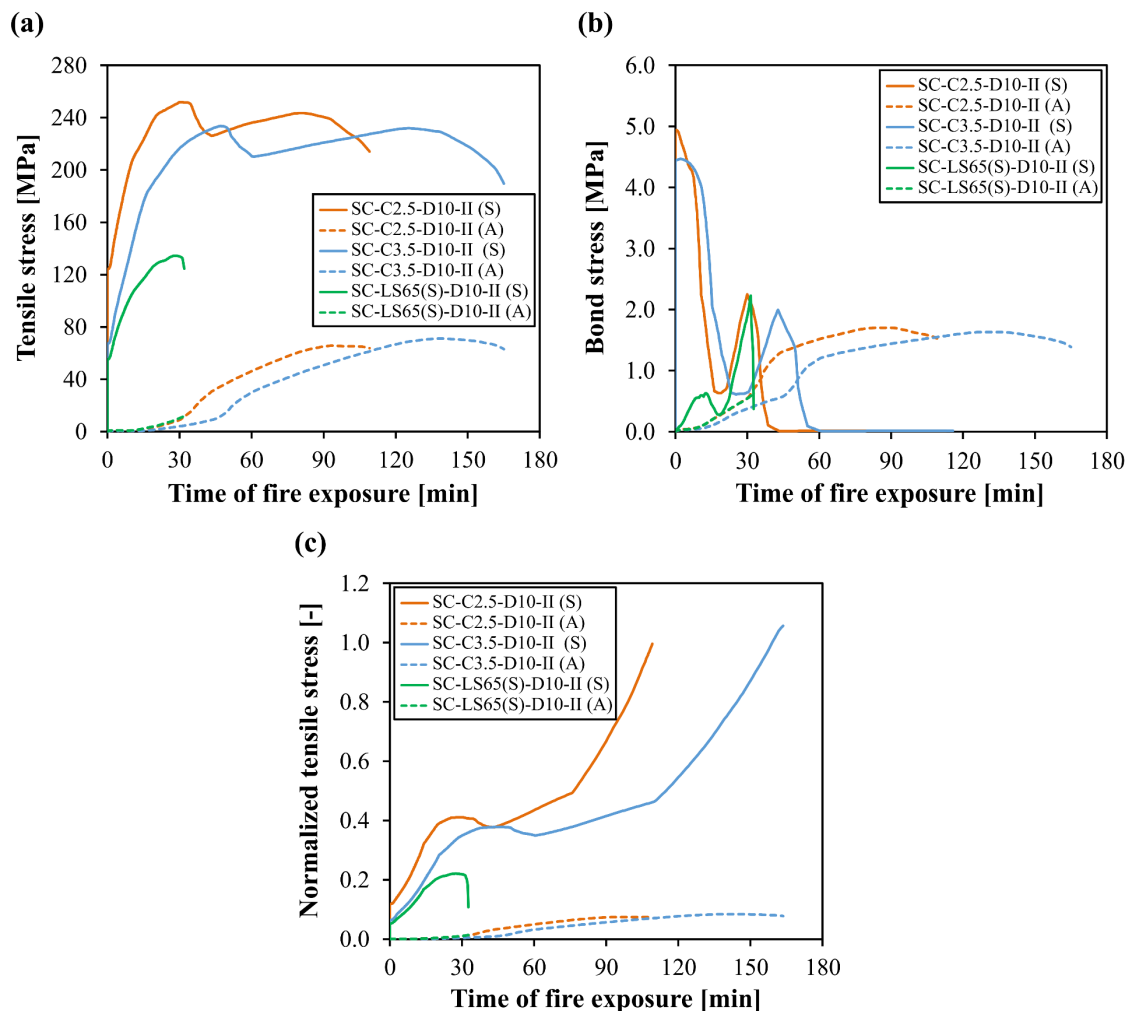 (a)
Tensile stress [MPa]
280
240
200
160
120
80
40
0
SC-C2.5-D10-II (S)
SC-C2.5-D10-II (A)
SC-C3.5-D10-II (S)
SC-C3.5-D10-II (A)
SC-LS65(S)-D10-II (S)
SC-LS65(S)-D10-II (A)
0 30 60 90 120 150 180
Time of fire exposure [min]
(b)
Bond stress [MPa]
6.0
5.0
4.0
3.0
2.0
1.0
0.0
SC-C2.5-D10-II (S)
SC-C2.5-D10-II (A)
SC-C3.5-D10-II (S)
SC-C3.5-D10-II (A)
SC-LS65(S)-D10-II (S)
SC-LS65(S)-D10-II (A)
0 30 60 90 120 150 180
Time of fire exposure [min]
(c)
Normalized tensile stress [-]
1.2
1.0
0.8
0.6
0.4
0.2
0.0
SC-C2.5-D10-II (S)
SC-C2.5-D10-II (A)
SC-C3.5-D10-II (S)
SC-C3.5-D10-II (A)
SC-LS65(S)-D10-II (S)
SC-LS65(S)-D10-II (A)
0 30 60 90 120 150 180
Time of fire exposure [min]